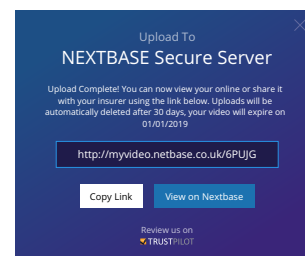 Upload To
NEXTBASE Secure Server
Upload Complete! You can now view your online or share it
with your insurer using the link below. Uploads will be
automatically deleted after 30 days, your video will expire on
01/01/2019
http://myvideo.netbase.co.uk/6PUJG
Copy Link
View on Nextbase
Review us on
TRUSTPILOT